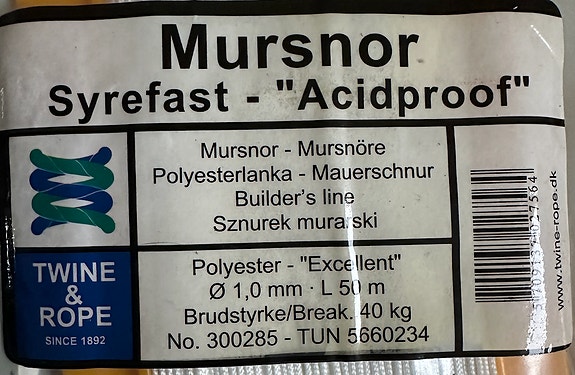 Mursnor
Syrefast - "Acidproof"
Mursnor - Mursnöre
Polyesterlanka - Mauerschnur
Builder's line
Sznurek murarski
TWINE
&
ROPE
SINCE 1892
Polyester - "Excellent"
Ø 1,0 mm · L 50 m
Brudstyrke/Break. 40 kg
No. 300285 - TUN 5660234
www.twine-rope.dk